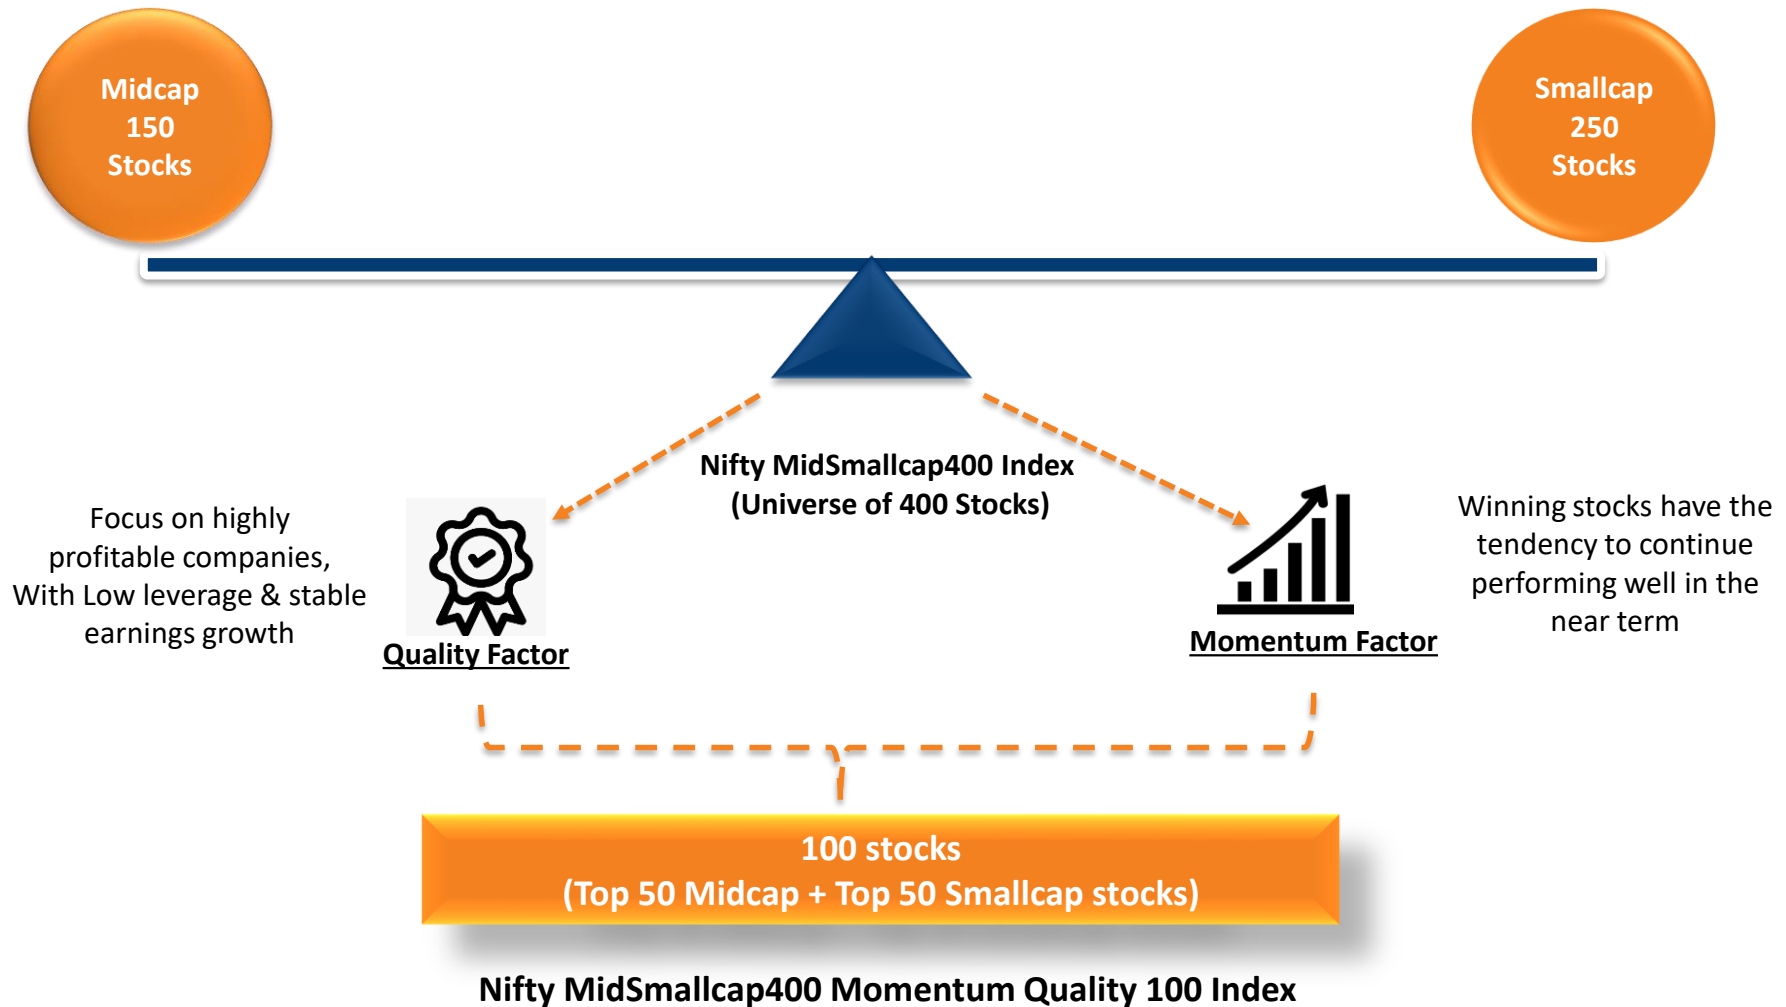 Midcap
150
Stocks
Smallcap
250
Stocks
Nifty MidSmallcap400 Index
(Universe of 400 Stocks)
Focus on highly
profitable companies,
With Low leverage & stable
earnings growth
Quality Factor
Winning stocks have the
tendency to continue
performing well in the
near term
Momentum Factor
100 stocks
(Top 50 Midcap + Top 50 Smallcap stocks)
Nifty MidSmallcap400 Momentum Quality 100 Index